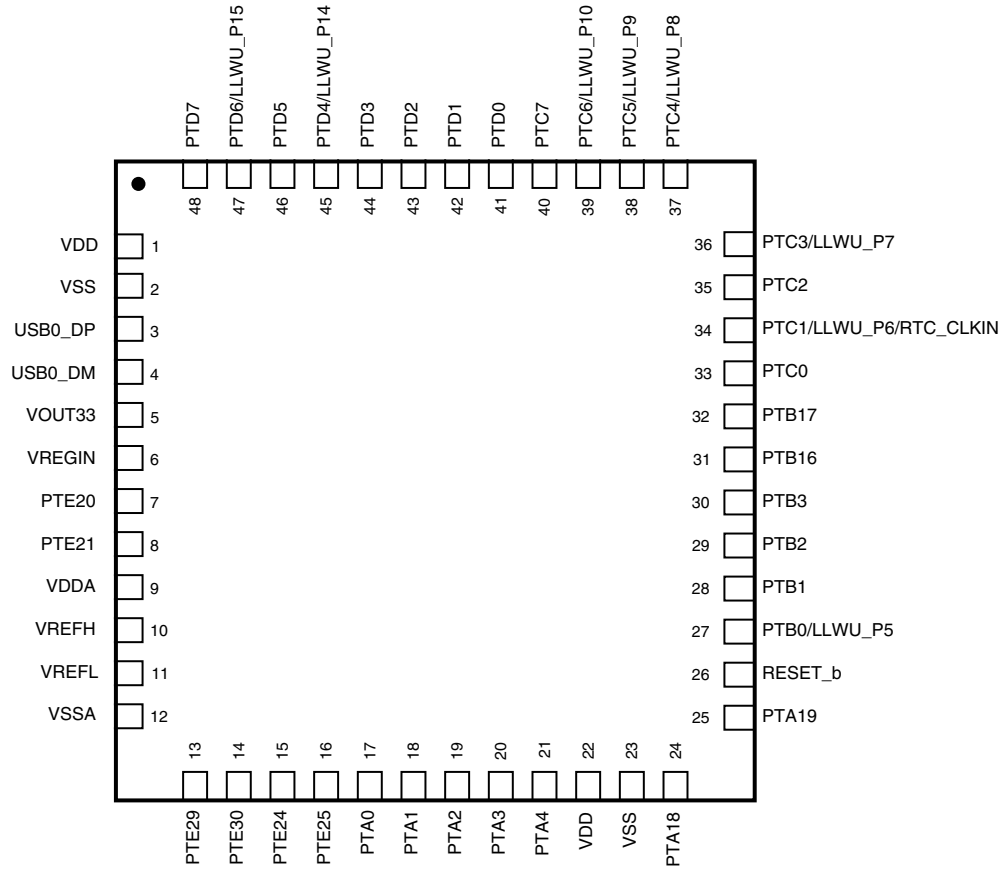 PTD7
PTD6/LLWU_P15
PTD5
PTD4/LLWU_P14
PTD3
PTD2
PTD1
PTD0
PTC7
PTC6/LLWU_P10
PTC5/LLWU_P9
PTC4/LLWU_P8
48
47
46
45
44
43
42
41
40
39
38
37
VDD 1
VSS 2
USB0_DP 3
USB0_DM 4
VOUT33 5
VREGIN 6
PTE20 7
PTE21 8
VDDA 9
VREFH 10
VREFL 11
VSSA 12
36 PTC3/LLWU_P7
35 PTC2
34 PTC1/LLWU_P6/RTC_CLKIN
33 PTC0
32 PTB17
31 PTB16
30 PTB3
29 PTB2
28 PTB1
27 PTB0/LLWU_P5
26 RESET_b
25 PTA19
13
14
15
16
17
18
19
20
21
22
23
24
PTE29
PTE30
PTE24
PTE25
PTA0
PTA1
PTA2
PTA3
PTA4
VDD
VSS
PTA18